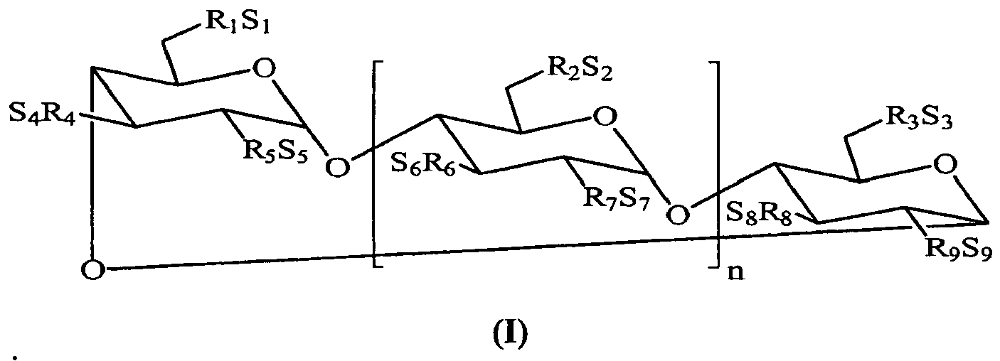 R₁S₁
O
R₂S₂
S₄R₄
O
R₃S₃
R₅S₅
O
S₆R₆
O
R₇S₇
O
S₈R₈
R₉S₉
O
n
(I)
.